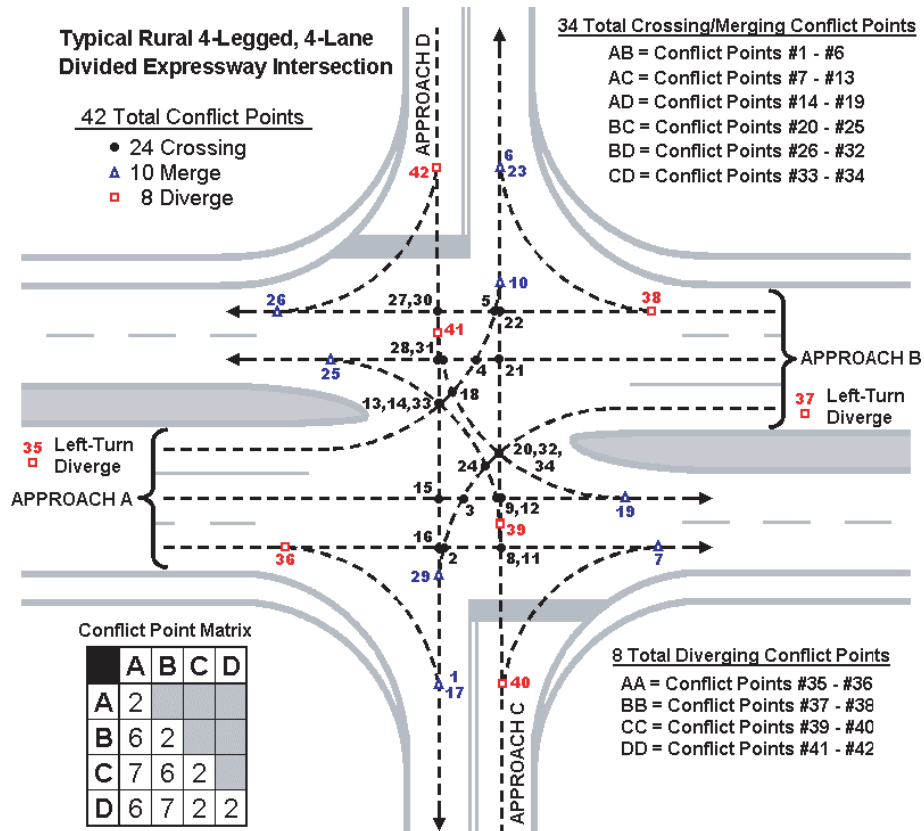 Typical Rural 4-Legged, 4-Lane
Divided Expressway Intersection
42 Total Conflict Points
24 Crossing
10 Merge
8 Diverge
34 Total Crossing/Merging Conflict Points
AB = Conflict Points #1 - #6
AC = Conflict Points #7 - #13
AD = Conflict Points #14 - #19
BC = Conflict Points #20 - #25
BD = Conflict Points #26 - #32
CD = Conflict Points #33 - #34
APPROACH D
42
6
23
10
26
27,30
5
22
38
41
28,31
4
21
25
APPROACH B
18
13,14,33
37
Left-Turn
Diverge
35
Left-Turn
Diverge
20,32,
34
24
APPROACH A
15
3
9,12
19
39
16
2
8,11
7
36
29
1
17
40
APPROACH C
Conflict Point Matrix
A B C D
A 2
B 6 2
C 7 6 2
D 6 7 2 2
8 Total Diverging Conflict Points
AA = Conflict Points #35 - #36
BB = Conflict Points #37 - #38
CC = Conflict Points #39 - #40
DD = Conflict Points #41 - #42